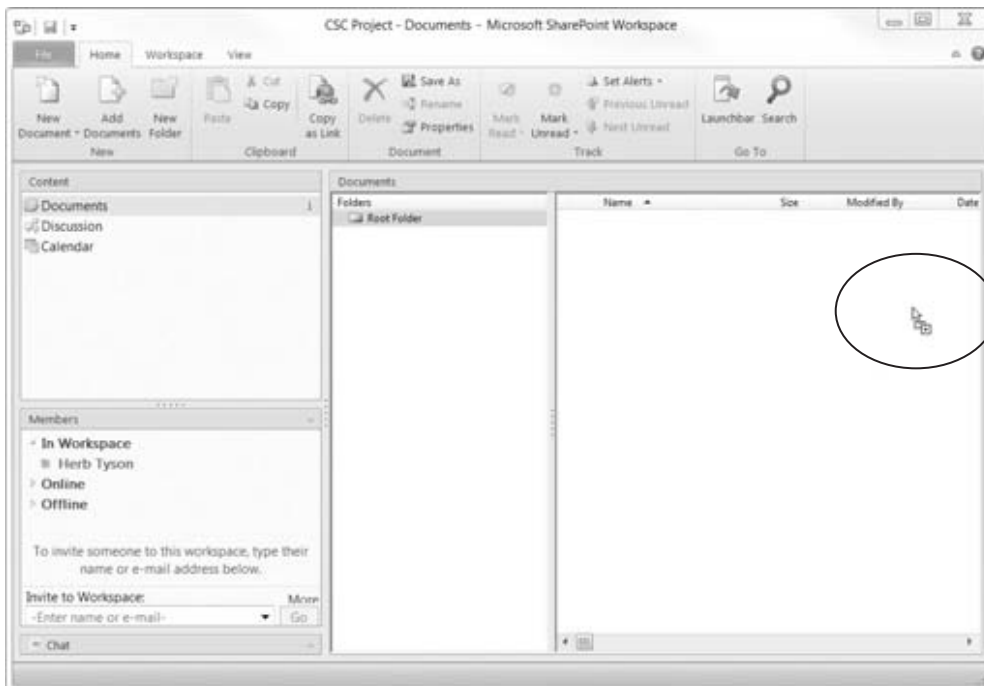 CSC Project - Documents - Microsoft SharePoint Workspace
File Home Workspace View
New Document
Add Documents
New Folder
New
Paste
Cut
Copy
Copy as Link
Clipboard
Delete
Save As
Rename
Properties
Document
Mark Read
Mark Unread
Set Alerts
Previous Unread
Next Unread
Track
Launchbar
Search
Go To
Content
Documents 1
Discussion
Calendar
Members
In Workspace
Herb Tyson
Online
Offline
To invite someone to this workspace, type their
name or e-mail address below.
Invite to Workspace: More
-Enter name or e-mail- Go
Chat
Documents
Folders
Root Folder
Name Size Modified By Date